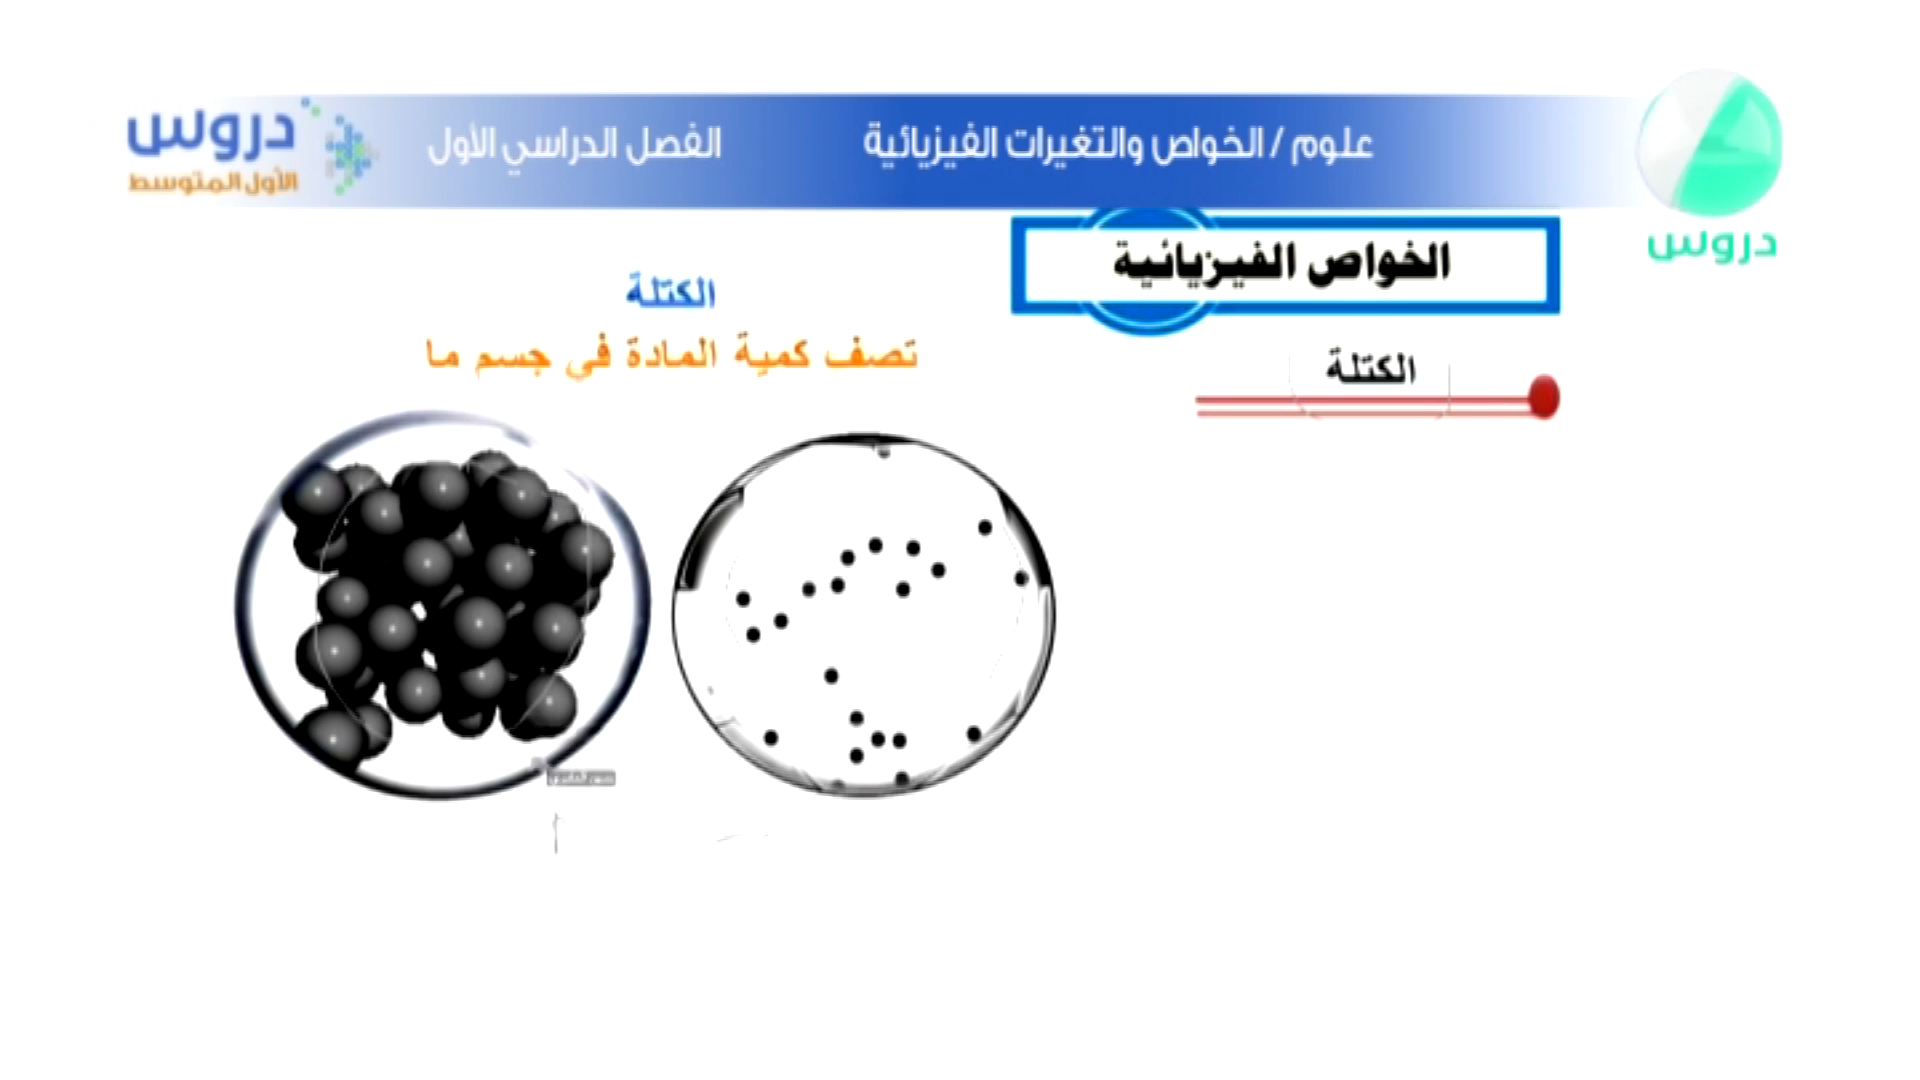 علوم / الخواص والتغيرات الفيزيائية
الفصل الدراسي الأول
دروس
الأول المتوسط
دروس
الخواص الفيزيائية
الكتلة
الكتلة
تصف كمية المادة في جسم ما